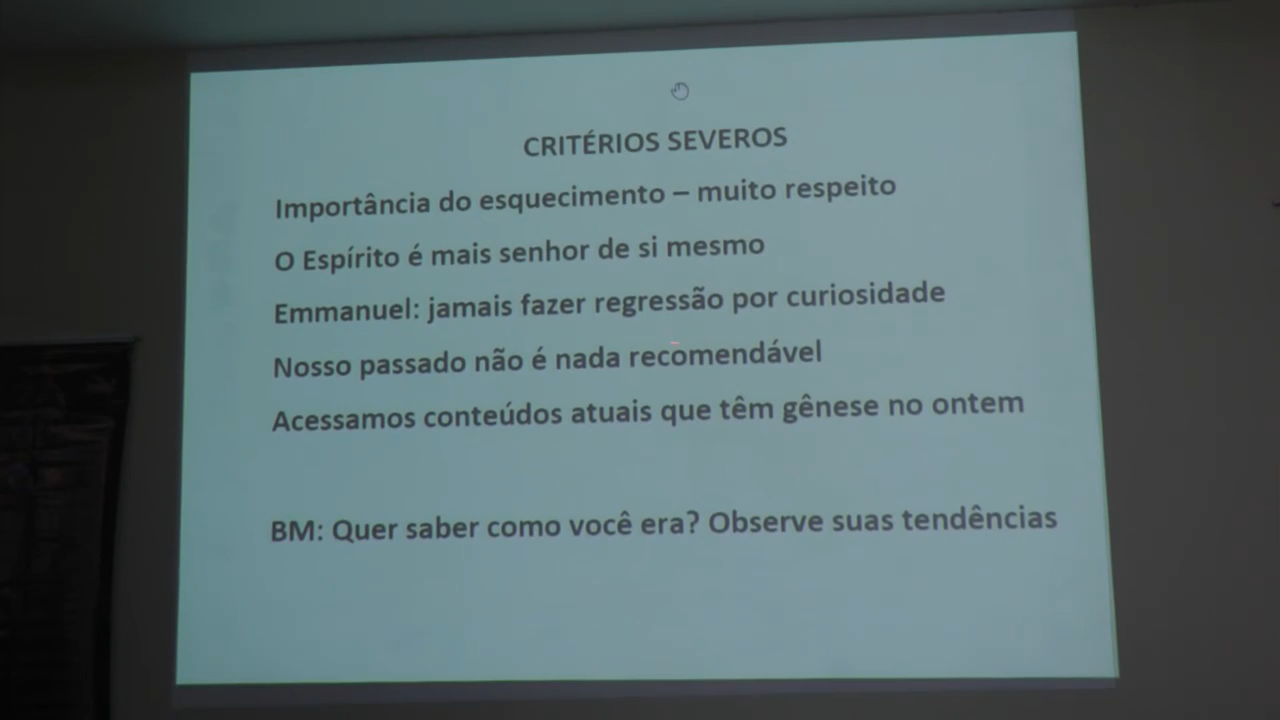 CRITÉRIOS SEVEROS
Importância do esquecimento – muito respeito
O Espírito é mais senhor de si mesmo
Emmanuel: jamais fazer regressão por curiosidade
Nosso passado não é nada recomendável
Acessamos conteúdos atuais que têm gênese no ontem
BM: Quer saber como você era? Observe suas tendências